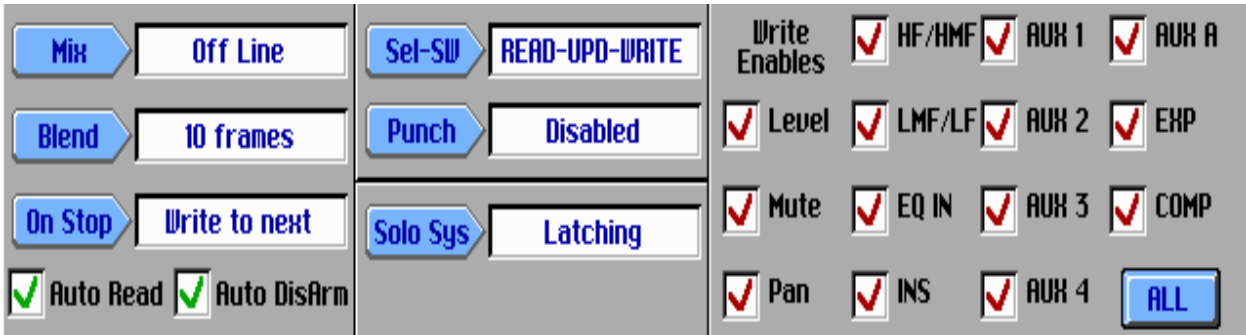 Mix Off Line
Blend 10 frames
On Stop Write to next
Auto Read Auto DisArm
Sel-SW READ-UPD-WRITE
Punch Disabled
Solo Sys Latching
Write
Enables
HF/HMF AUX 1 AUX A
Level LMF/LF AUX 2 EXP
Mute EQ IN AUX 3 COMP
Pan INS AUX 4 ALL